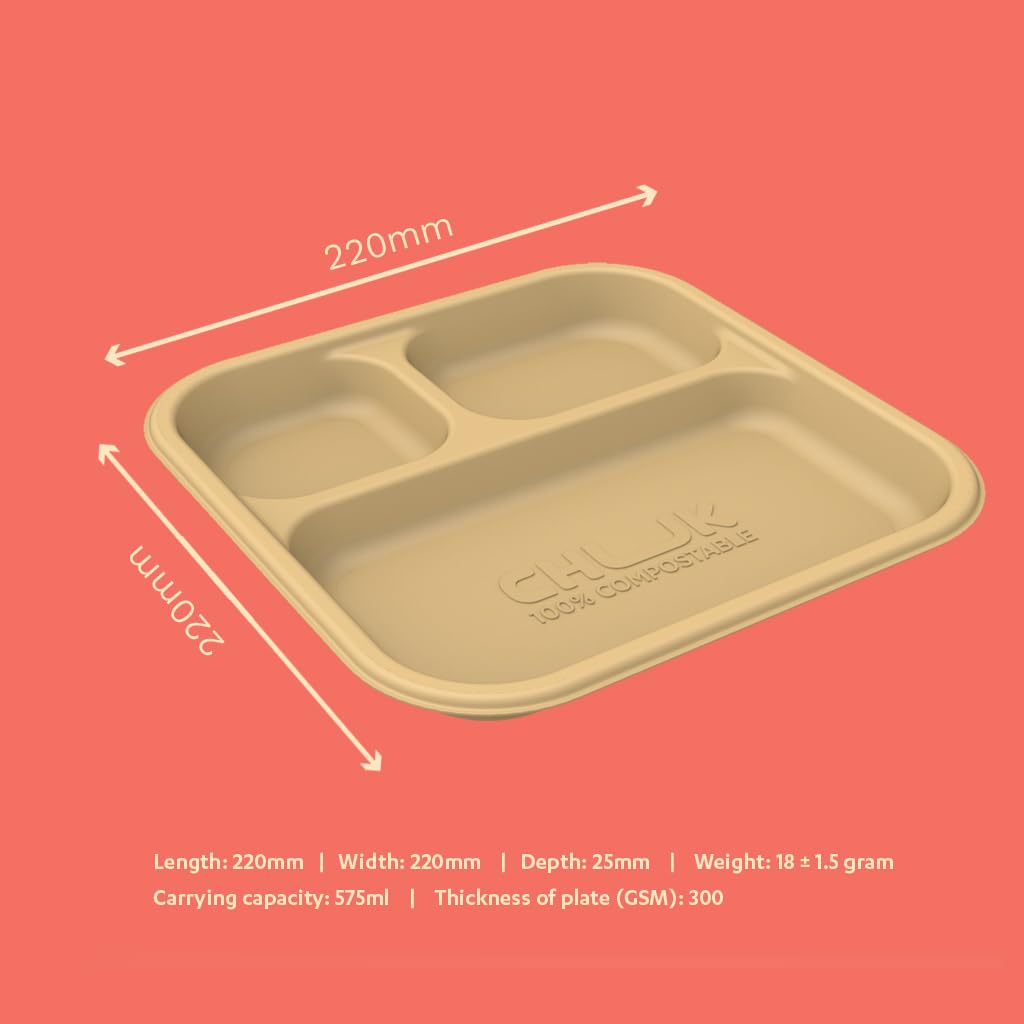 220mm
220mm
CHUK
100% COMPOSTABLE
Length: 220mm | Width: 220mm | Depth: 25mm | Weight: 18 ± 1.5 gram
Carrying capacity: 575ml | Thickness of plate (GSM): 300